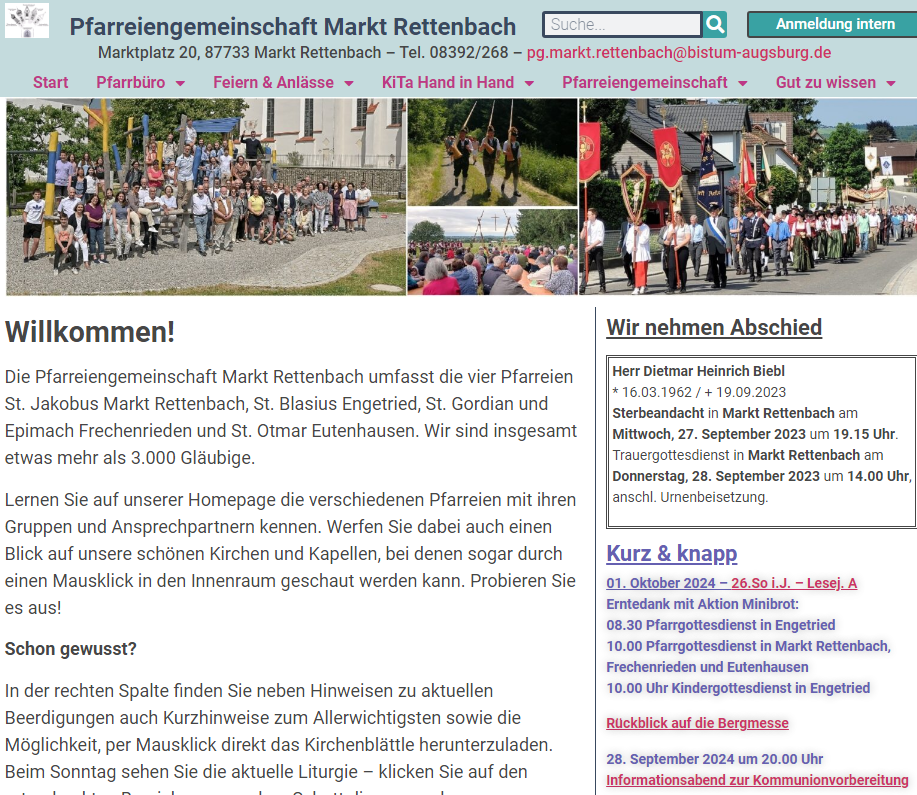 Pfarreiengemeinschaft Markt Rettenbach
Suche...
Anmeldung intern
Marktplatz 20, 87733 Markt Rettenbach – Tel. 08392/268 – pg.markt.rettenbach@bistum-augsburg.de
Start Pfarrbüro Feiern & Anlässe KiTa Hand in Hand Pfarreiengemeinschaft Gut zu wissen
Willkommen!
Die Pfarreiengemeinschaft Markt Rettenbach umfasst die vier Pfarreien
St. Jakobus Markt Rettenbach, St. Blasius Engetried, St. Gordian und
Epimach Frechenrieden und St. Otmar Eutenhausen. Wir sind insgesamt
etwas mehr als 3.000 Gläubige.
Lernen Sie auf unserer Homepage die verschiedenen Pfarreien mit ihren
Gruppen und Ansprechpartnern kennen. Werfen Sie dabei auch einen
Blick auf unsere schönen Kirchen und Kapellen, bei denen sogar durch
einen Mausklick in den Innenraum geschaut werden kann. Probieren Sie
es aus!
Schon gewusst?
In der rechten Spalte finden Sie neben Hinweisen zu aktuellen
Beerdigungen auch Kurzhinweise zum Allerwichtigsten sowie die
Möglichkeit, per Mausklick direkt das Kirchenblättle herunterzuladen.
Beim Sonntag sehen Sie die aktuelle Liturgie – klicken Sie auf den
Wir nehmen Abschied
Herr Dietmar Heinrich Biebl
* 16.03.1962 / + 19.09.2023
Sterbeandacht in Markt Rettenbach am
Mittwoch, 27. September 2023 um 19.15 Uhr.
Trauergottesdienst in Markt Rettenbach am
Donnerstag, 28. September 2023 um 14.00 Uhr,
anschl. Urnenbeisetzung.
Kurz & knapp
01. Oktober 2024 – 26.So i.J. – Lesej. A
Erntedank mit Aktion Minibrot:
08.30 Pfarrgottesdienst in Engetried
10.00 Pfarrgottesdienst in Markt Rettenbach,
Frechenrieden und Eutenhausen
10.00 Uhr Kindergottesdienst in Engetried
Rückblick auf die Bergmesse
28. September 2024 um 20.00 Uhr
Informationsabend zur Kommunionvorbereitung